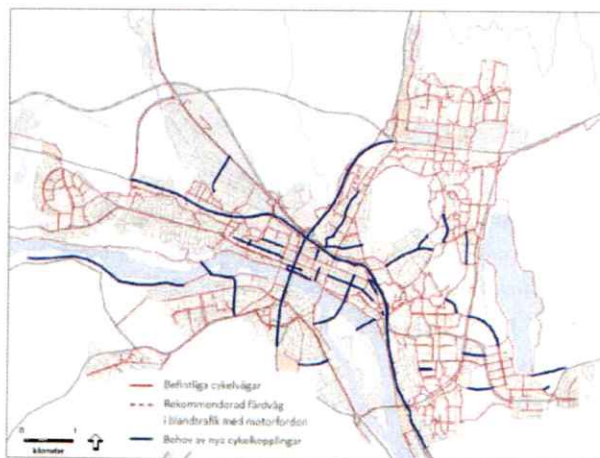 Befintliga cykelvägar
Rekommenderad färdväg
i blandtrafik med motorfordon
Behov av nya cykelkopplingar
0 1
kilometer